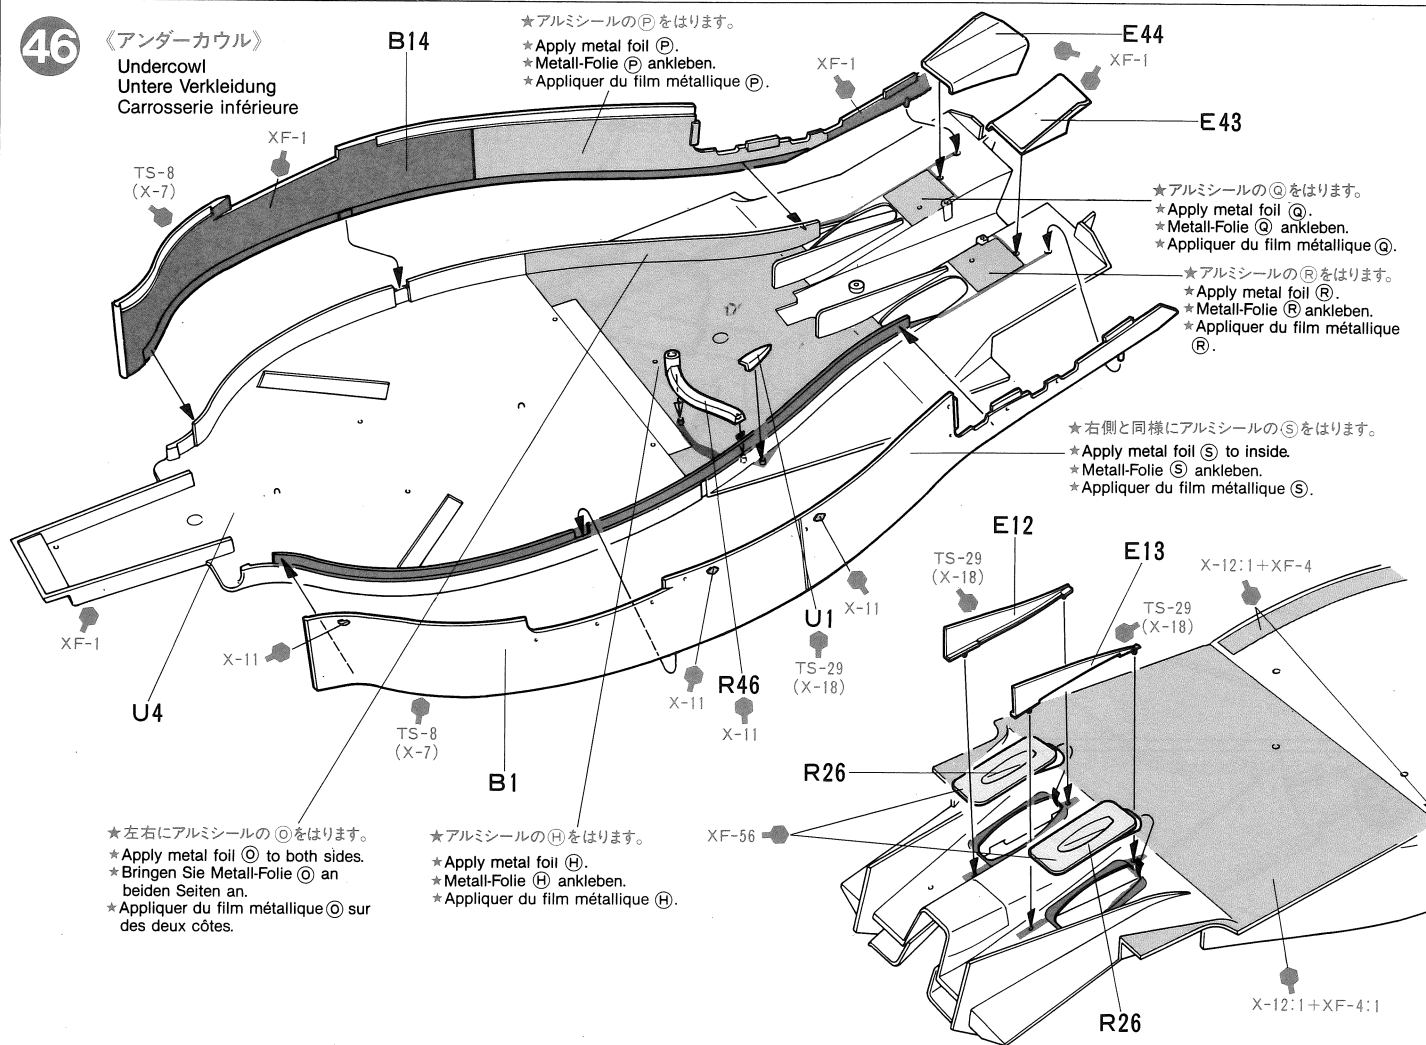 46
《アンダーカウル》
Undercowl
Untere Verkleidung
Carrosserie inférieure
B14
★アルミシールのⓅをはります。
★Apply metal foil Ⓟ.
★Metall-Folie Ⓟ ankleben.
★Appliquer du film métallique Ⓟ.
XF-1
E44
XF-1
E43
XF-1
TS-8
(X-7)
★アルミシールのⓆをはります。
★Apply metal foil Ⓠ.
★Metall-Folie Ⓠ ankleben.
★Appliquer du film métallique Ⓠ.
★アルミシールのⓇをはります。
★Apply metal foil Ⓡ.
★Metall-Folie Ⓡ ankleben.
★Appliquer du film métallique
Ⓡ.
★右側と同様にアルミシールのⓈをはります。
★Apply metal foil Ⓢ to inside.
★Metall-Folie Ⓢ ankleben.
★Appliquer du film métallique Ⓢ.
E12
E13
TS-29
(X-18)
X-12:1+XF-4
TS-29
(X-18)
XF-1
X-11
X-11
U1
TS-29
(X-18)
X-11
R46
X-11
U4
TS-8
(X-7)
B1
R26
XF-56
★左右にアルミシールのⓄをはります。
★Apply metal foil Ⓞ to both sides.
★Bringen Sie Metall-Folie Ⓞ an
beiden Seiten an.
★Appliquer du film métallique Ⓞ sur
des deux côtes.
★アルミシールのⒽをはります。
★Apply metal foil Ⓗ.
★Metall-Folie Ⓗ ankleben.
★Appliquer du film métallique Ⓗ.
X-12:1+XF-4:1
R26